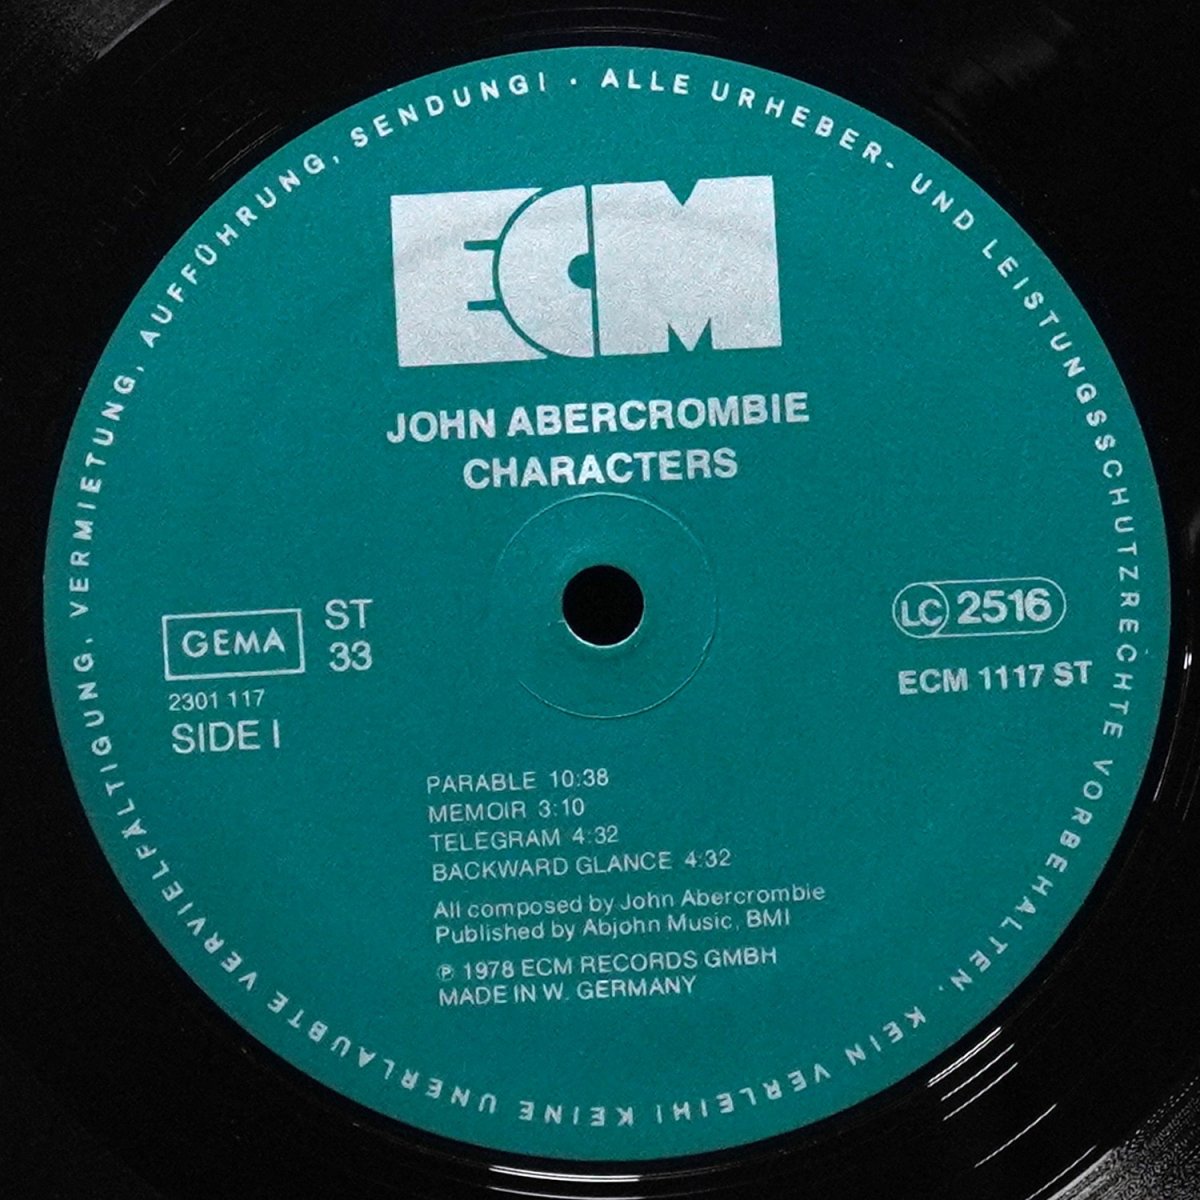 ALLE URHEBER- UND LEISTUNGSSCHUTZRECHTE VORBEHALTEN. KEIN VERLEIH! KEINE UNERLAUBTE VERVIELFÄLTIGUNG, VERMIETUNG, AUFFÜHRUNG, SENDUNG! ·
ECM
JOHN ABERCROMBIE
CHARACTERS
GEMA
ST
33
2301 117
SIDE I
LC 2516
ECM 1117 ST
PARABLE 10:38
MEMOIR 3:10
TELEGRAM 4:32
BACKWARD GLANCE 4:32
All composed by John Abercrombie
Published by Abjohn Music, BMI
℗ 1978 ECM RECORDS GMBH
MADE IN W. GERMANY